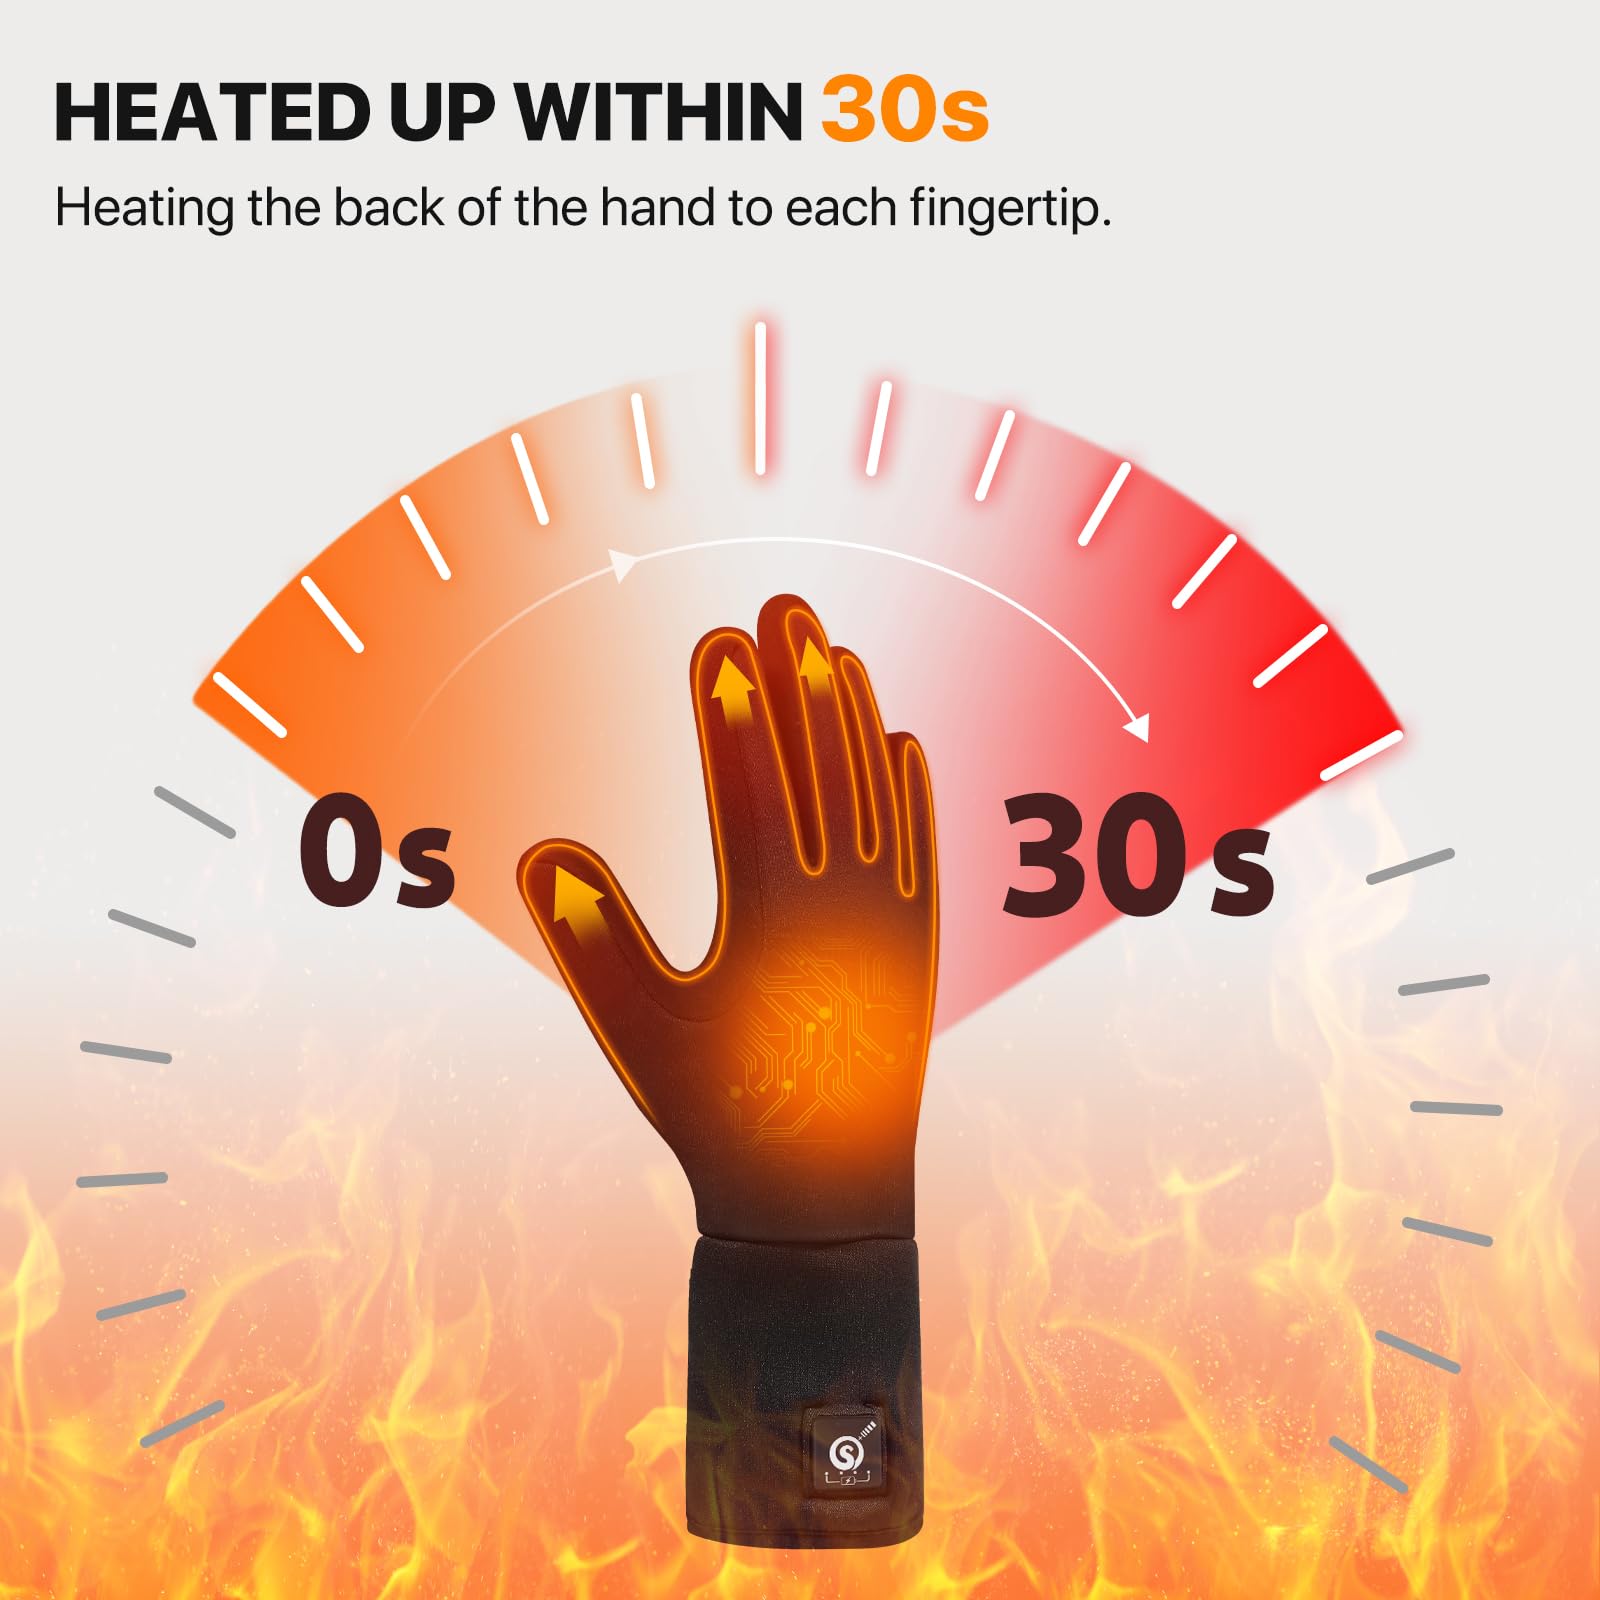 HEATED UP WITHIN 30s
Heating the back of the hand to each fingertip.
0s
30s
S